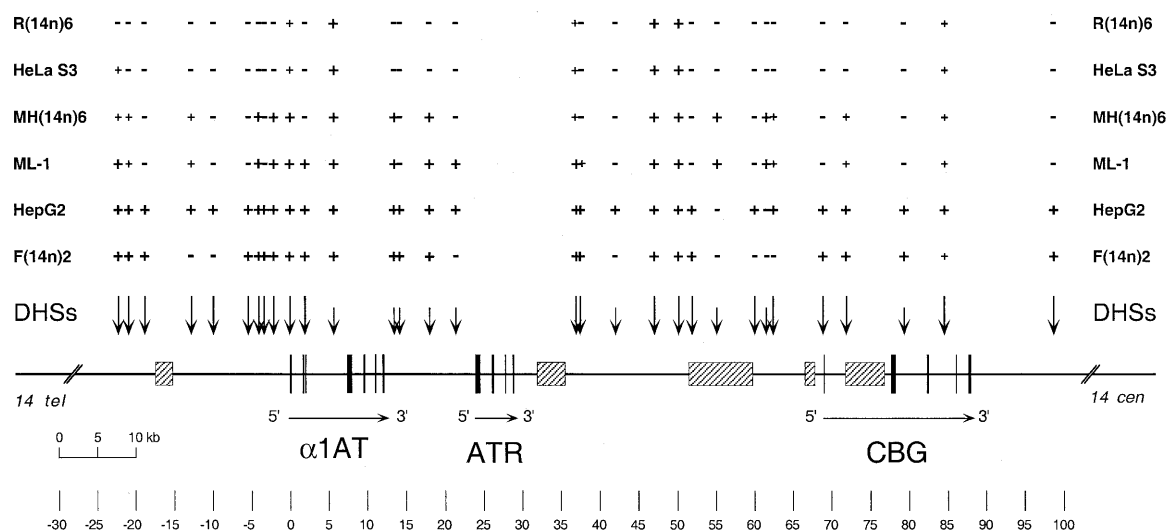 R(14n)6 - - - - - - - - - + - + - - - - + - - + + - - - - - - - - + - R(14n)6
HeLa S3 + - - - - - - - - + - + - - - - + - - + + - - - - - - - - + - HeLa S3
MH(14n)6 + + - + - - + - + + + + + - + - + - - + + - + - + + - + - + - MH(14n)6
ML-1 + + - + - - + - + + + + + - + + + + - + + - + - + + - + - + - ML-1
HepG2 + + + + + + + + + + + + + + + + + + + + + + - + - + + + + + + HepG2
F(14n)2 + + + - - + + + + + + + + + + - + + - + + + - - - - + + + + + F(14n)2
DHSs DHSs
14 tel 14 cen
5' 3' 5' 3' 5' 3'
0 5 10 kb
α1AT ATR CBG
-30 -25 -20 -15 -10 -5 0 5 10 15 20 25 30 35 40 45 50 55 60 65 70 75 80 85 90 95 100